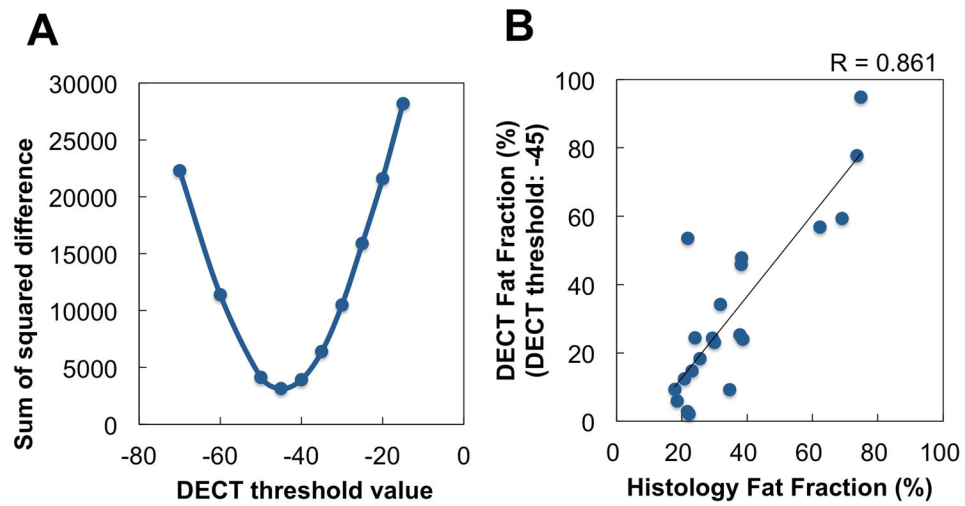 A
30000
25000
20000
15000
10000
5000
0
-80 -60 -40 -20 0
Sum of squared difference
DECT threshold value
B
R = 0.861
100
80
60
40
20
0
0 20 40 60 80 100
DECT Fat Fraction (%)
(DECT threshold: -45)
Histology Fat Fraction (%)